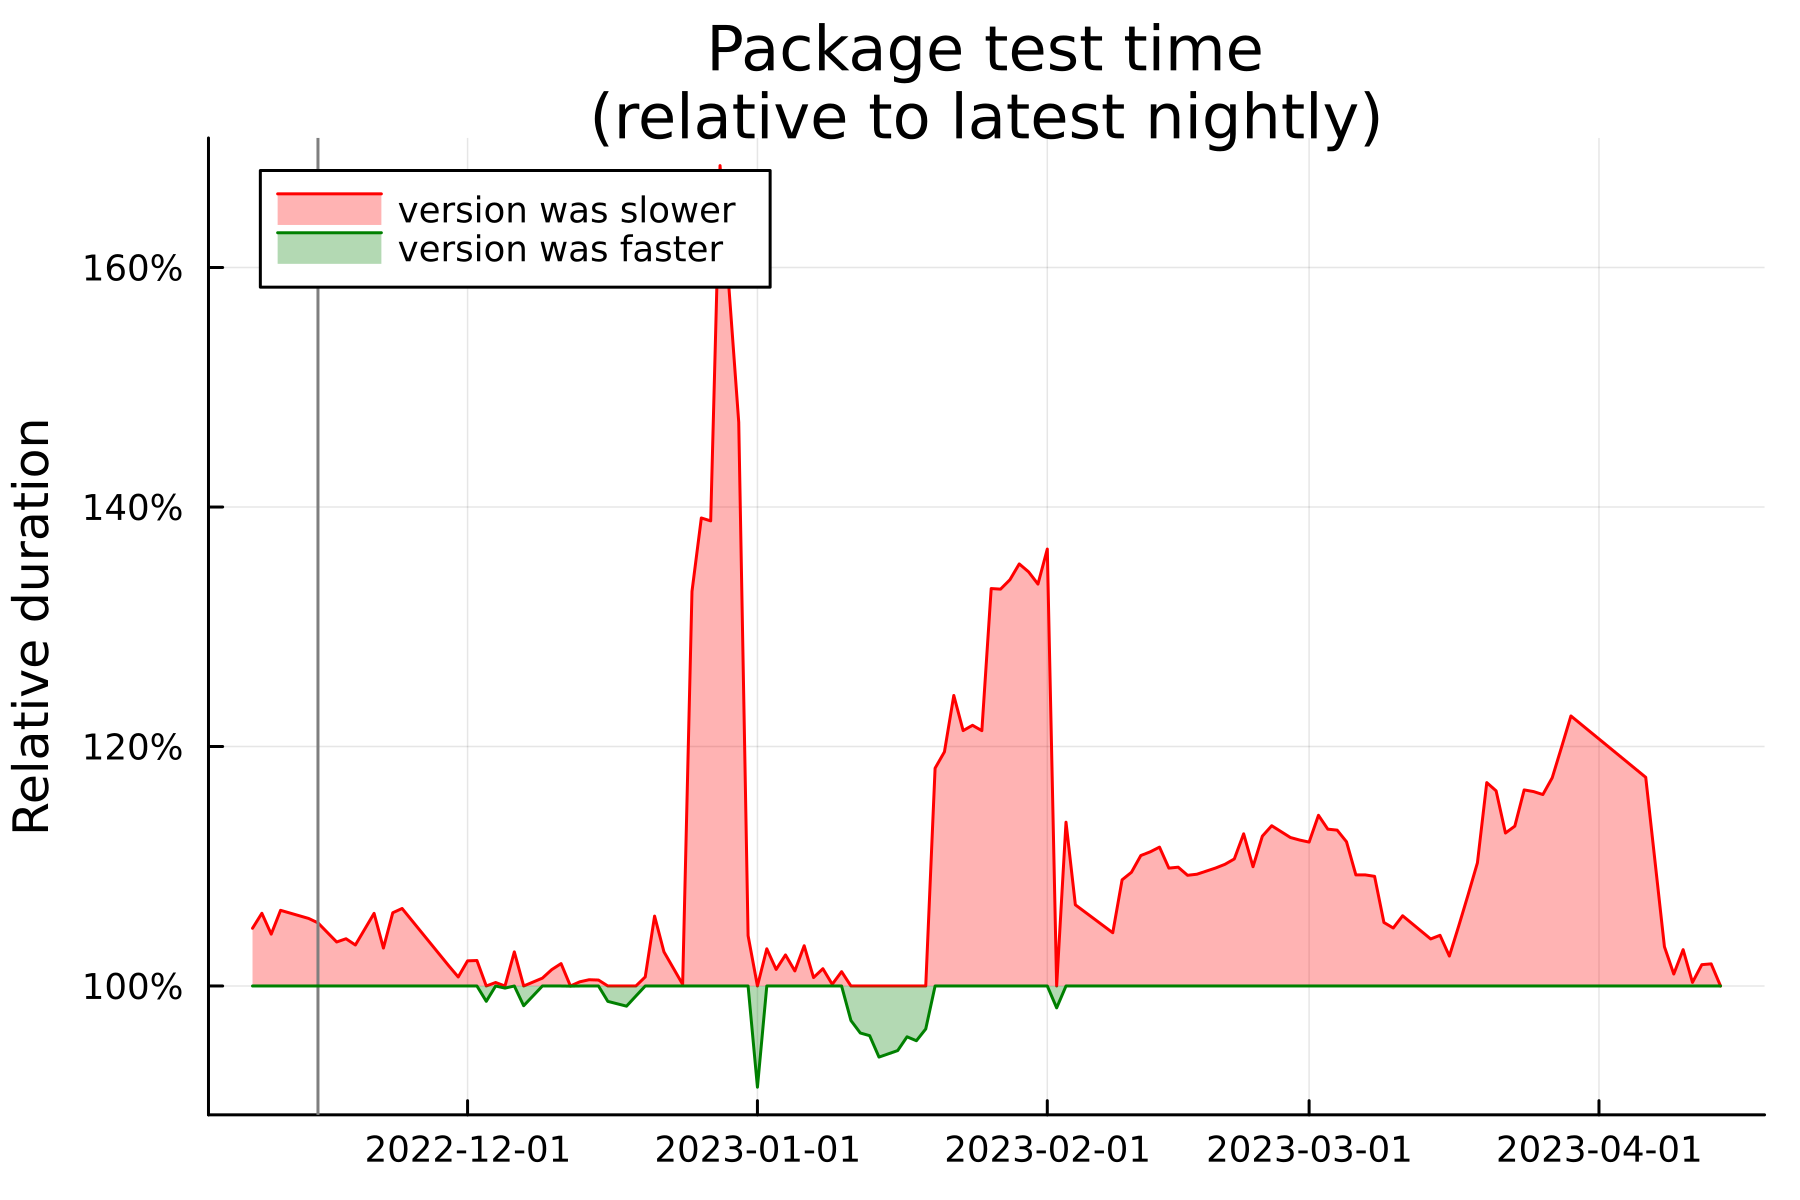 Package test time
(relative to latest nightly)
version was slower
version was faster
160%
140%
120%
100%
Relative duration
2022-12-01
2023-01-01
2023-02-01
2023-03-01
2023-04-01